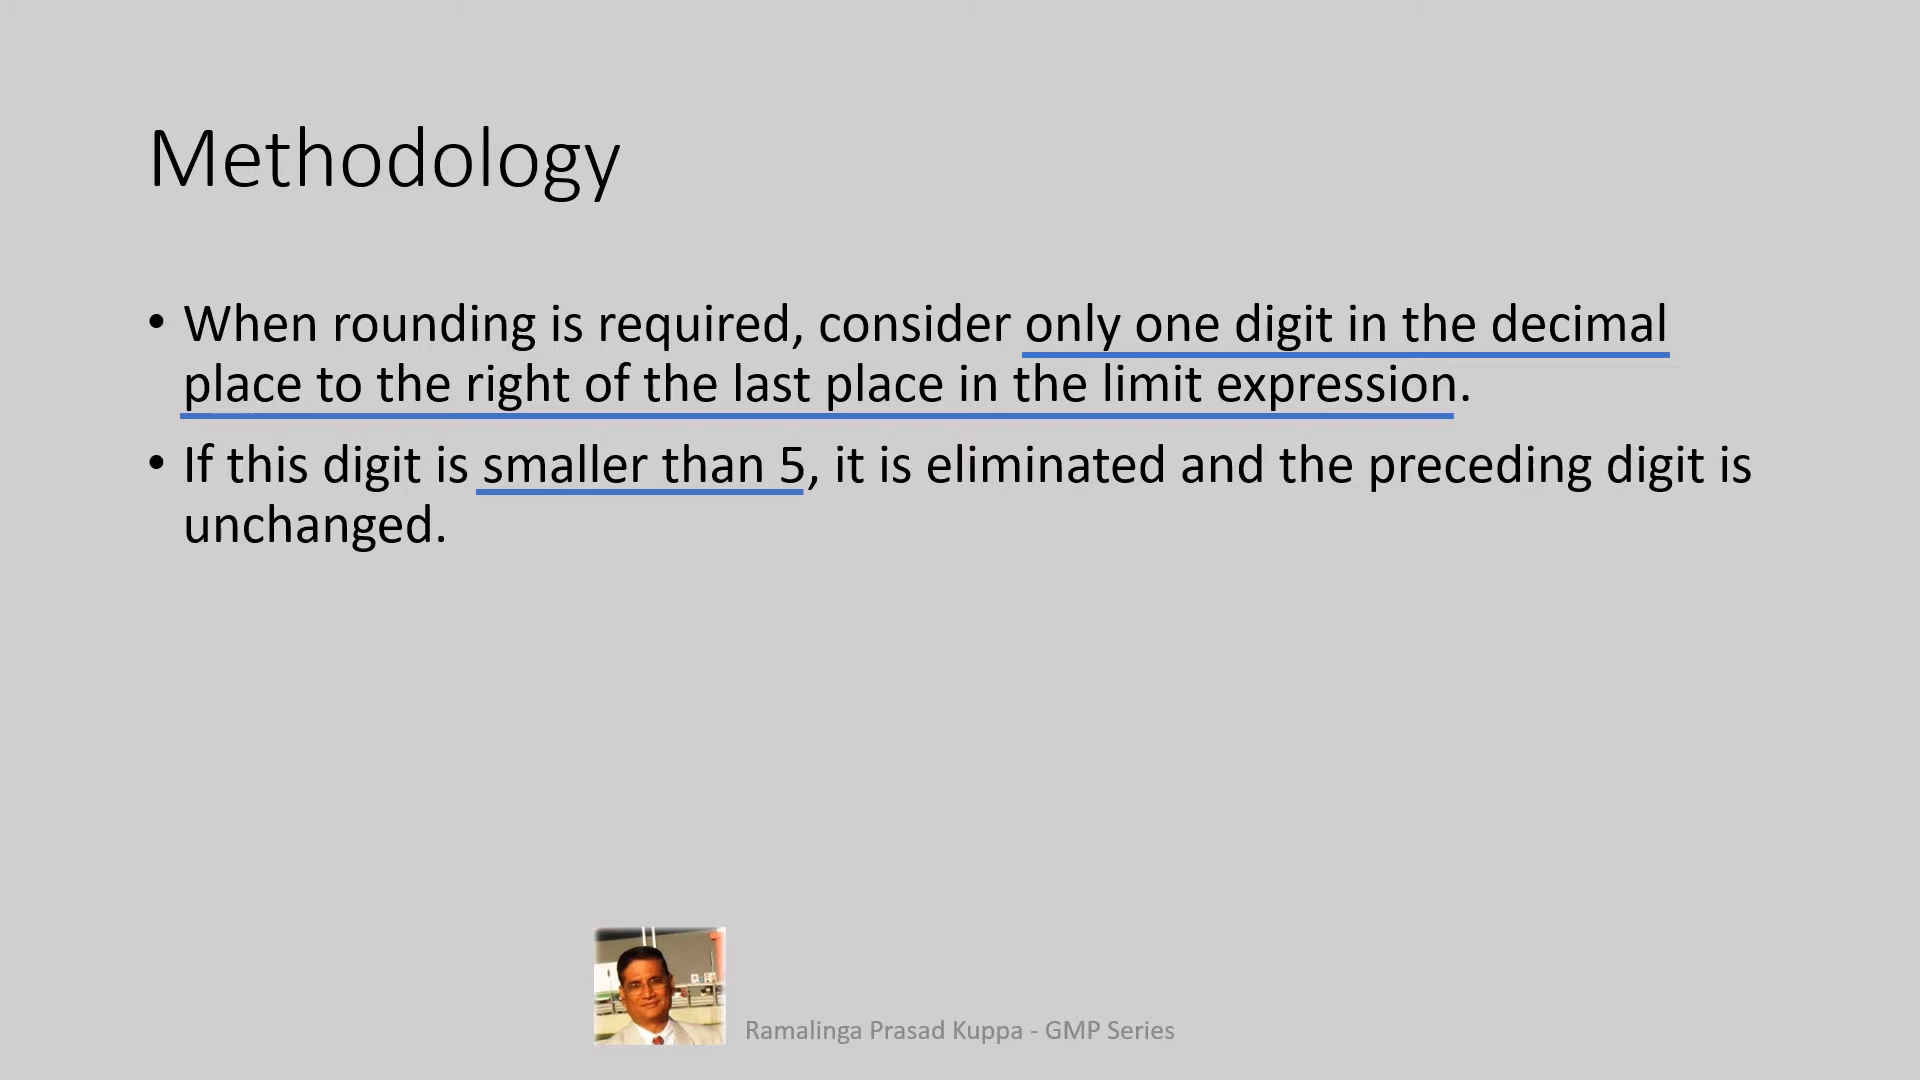 Methodology
• When rounding is required, consider only one digit in the decimal
place to the right of the last place in the limit expression.
• If this digit is smaller than 5, it is eliminated and the preceding digit is
unchanged.
Ramalinga Prasad Kuppa - GMP Series